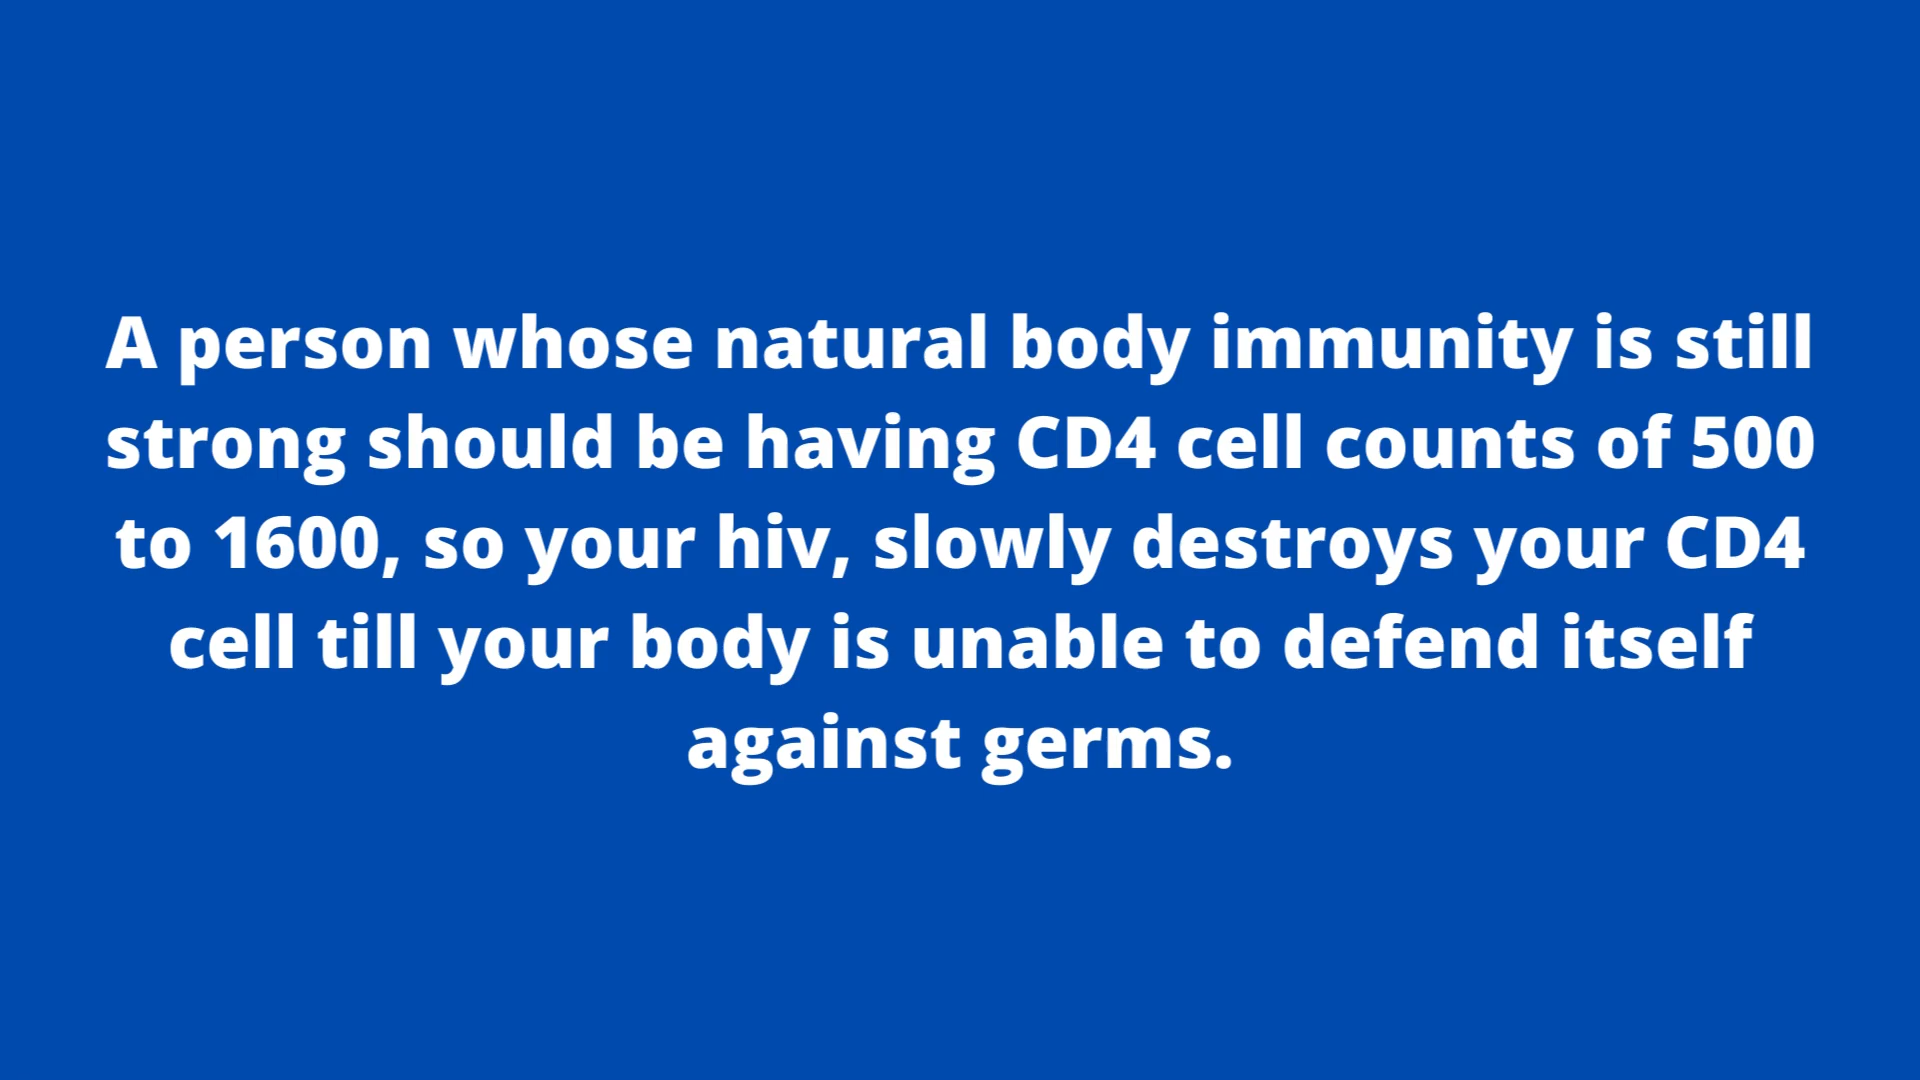 A person whose natural body immunity is still
strong should be having CD4 cell counts of 500
to 1600, so your hiv, slowly destroys your CD4
cell till your body is unable to defend itself
against germs.